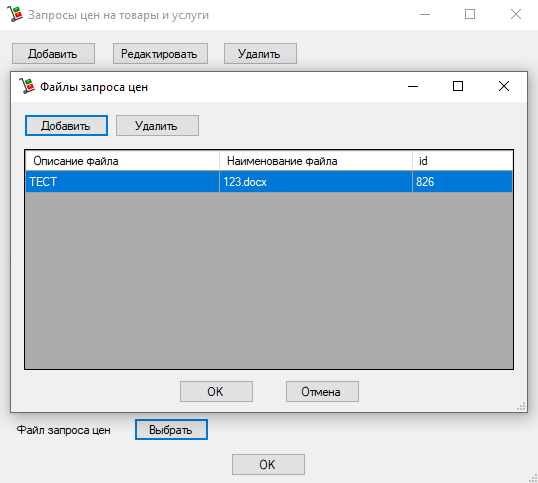 Запросы цен на товары и услуги
Добавить Редактировать Удалить
Файлы запроса цен
Добавить Удалить
Описание файла Наименование файла id
ТЕСТ 123.docx 826
OK Отмена
Файл запроса цен Выбрать
OK